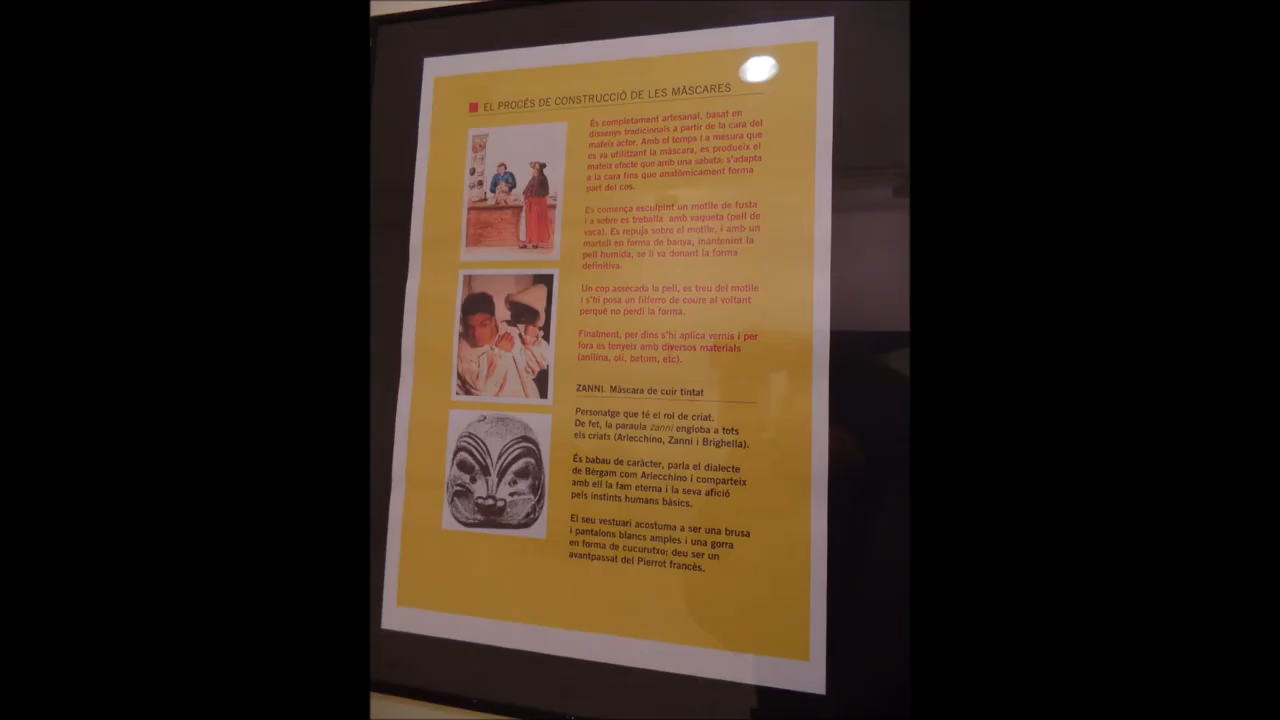 EL PROCÉS DE CONSTRUCCIÓ DE LES MÀSCARES
És completament artesanal, basat en
dissenys tradicionals a partir de la cara del
mateix actor. Amb el temps i a mesura que
es va utilitzant la màscara, es produeix el
mateix efecte que amb una sabata: s'adapta
a la cara fins que anatòmicament forma
part del cos.
Es comença esculpint un motlle de fusta
i a sobre es treballa amb vaqueta (pell de
vaca). Es repuja sobre el motlle, i amb un
martell en forma de banya, mantenint la
pell humida, se li va donant la forma
definitiva.
Un cop assecada la pell, es treu del motlle
i s'hi posa un filferro de coure al voltant
perquè no perdi la forma.
Finalment, per dins s'hi aplica vernís i per
fora es tenyeix amb diversos materials
(anilina, oli, betum, etc).
ZANNI. Màscara de cuir tintat
Personatge que té el rol de criat.
De fet, la paraula zanni engloba a tots
els criats (Arlecchino, Zanni i Brighella).
És babau de caràcter, parla el dialecte
de Bèrgam com Arlecchino i comparteix
amb ell la fam eterna i la seva afició
pels instints humans bàsics.
El seu vestuari acostuma a ser una brusa
i pantalons blancs amples i una gorra
en forma de cucurutxo; deu ser un
avantpassat del Pierrot francès.